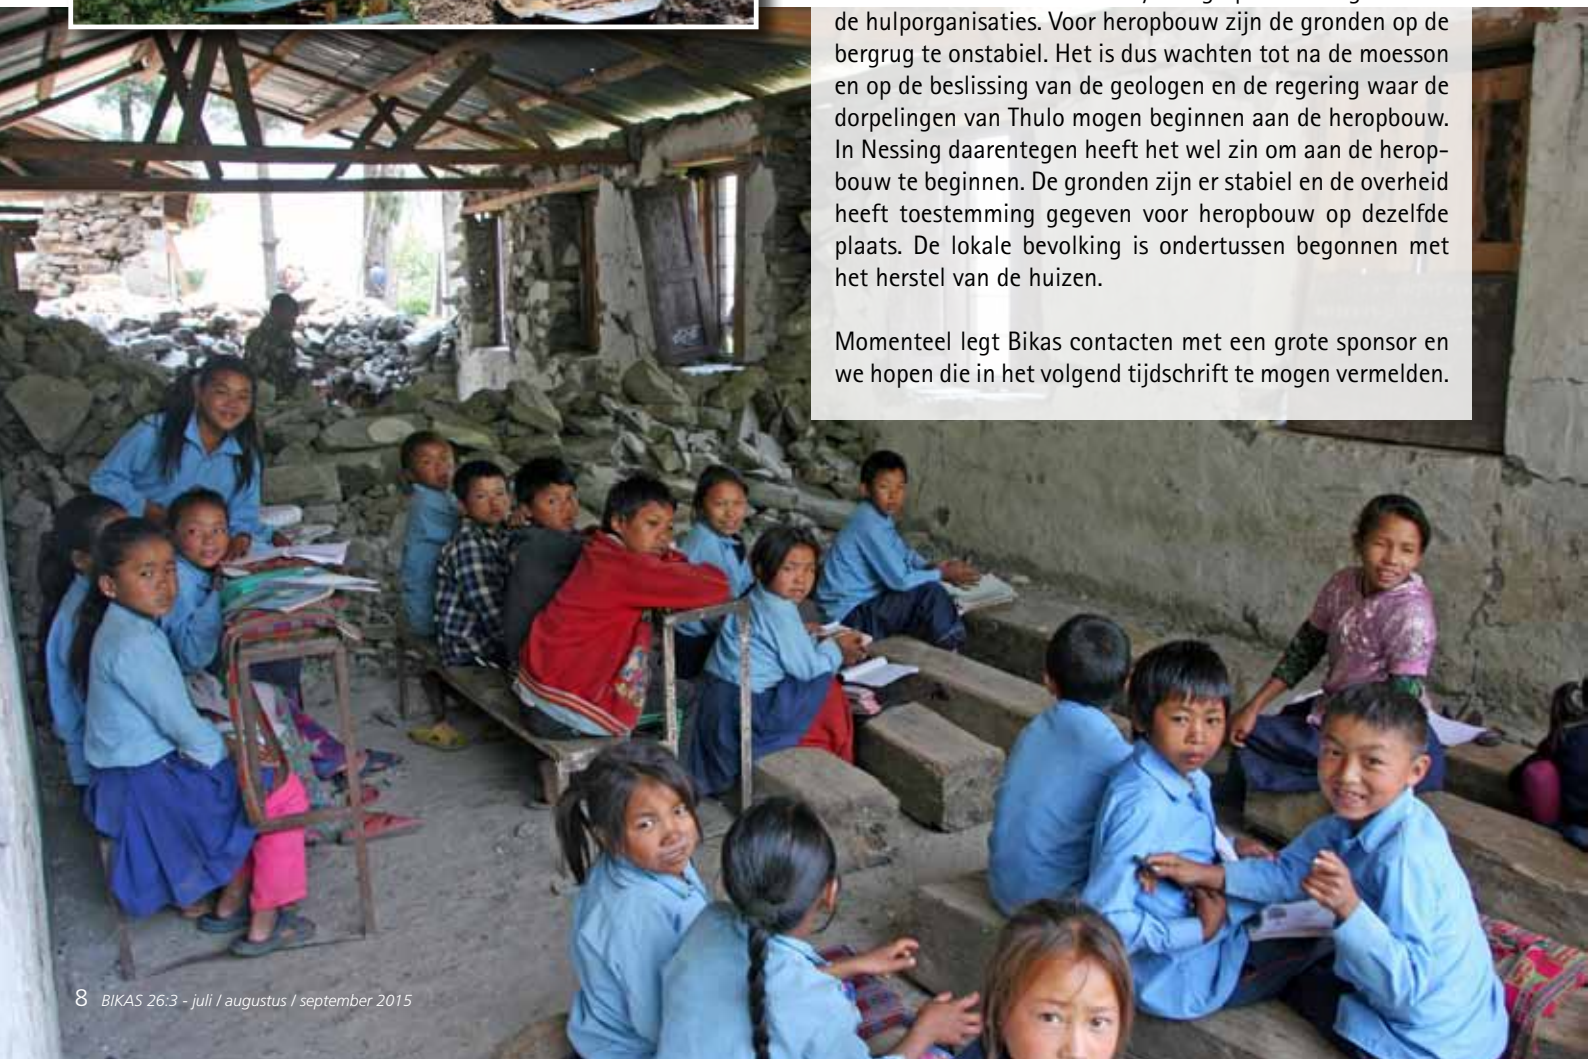 de hulporganisaties. Voor heropbouw zijn de gronden op de
bergrug te onstabiel. Het is dus wachten tot na de moesson
en op de beslissing van de geologen en de regering waar de
dorpelingen van Thulo mogen beginnen aan de heropbouw.
In Nessing daarentegen heeft het wel zin om aan de herop-
bouw te beginnen. De gronden zijn er stabiel en de overheid
heeft toestemming gegeven voor heropbouw op dezelfde
plaats. De lokale bevolking is ondertussen begonnen met
het herstel van de huizen.
Momenteel legt Bikas contacten met een grote sponsor en
we hopen die in het volgend tijdschrift te mogen vermelden.
8 BIKAS 26:3 - juli / augustus / september 2015